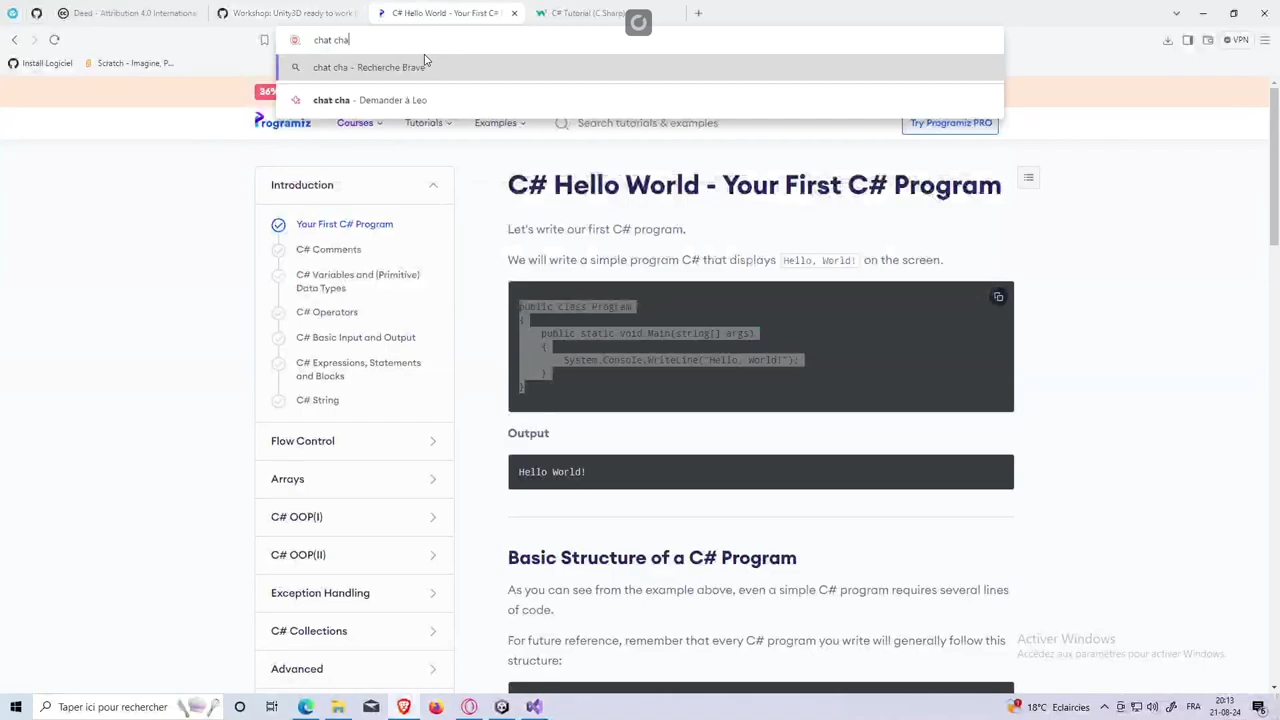 Deed - Attribution 4.0 Internati
Workshop: Unity3D readn
C# Hello World - Your First C#
C# Tutorial (C Sharp)
chat cha
VPN
Install Logiciel
Scratch - Imagine, P...
chat cha - Recherche Brave
chat cha - Demander à Leo
36%
Programiz
Courses
Tutorials
Examples
Search tutorials & examples
Try Programiz PRO
Introduction
Your First C# Program
C# Comments
C# Variables and (Primitive)
Data Types
C# Operators
C# Basic Input and Output
C# Expressions, Statements
and Blocks
C# String
Flow Control
Arrays
C# OOP(I)
C# OOP(II)
Exception Handling
C# Collections
Advanced
C# Hello World - Your First C# Program
Let's write our first C# program.
We will write a simple program C# that displays Hello, World! on the screen.
public class Program
{
public static void Main(string[] args)
{
System.Console.WriteLine("Hello, World!");
}
}
Output
Hello World!
Basic Structure of a C# Program
As you can see from the example above, even a simple C# program requires several lines
of code.
For future reference, remember that every C# program you write will generally follow this
structure:
Activer Windows
Accédez aux paramètres pour activer Windows.
Taper ici pour rechercher
18°C Eclaircies
FRA
20:13
21-08-24